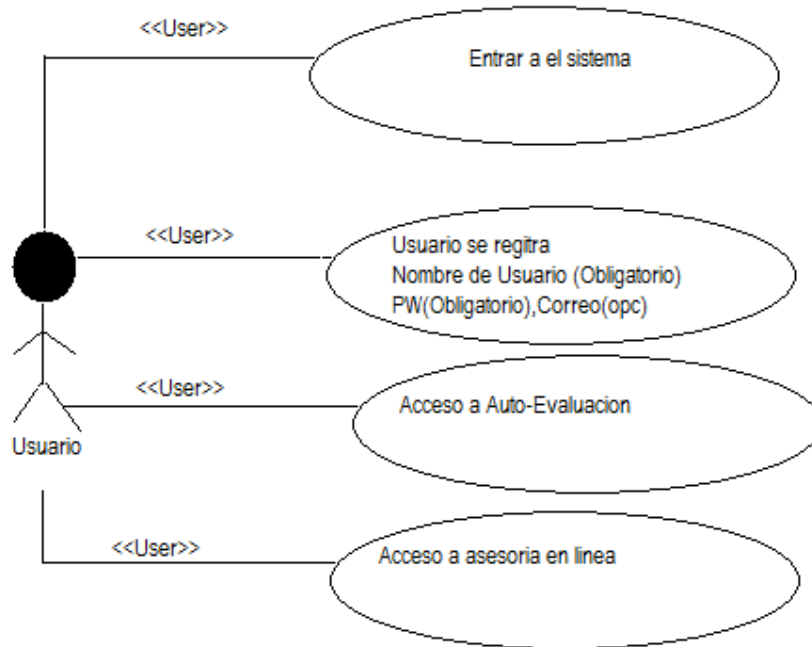 <<User>>
Entrar a el sistema
<<User>>
Usuario se regitra
Nombre de Usuario (Obligatorio)
PW(Obligatorio),Correo(opc)
<<User>>
Acceso a Auto-Evaluacion
Usuario
<<User>>
Acceso a asesoria en linea